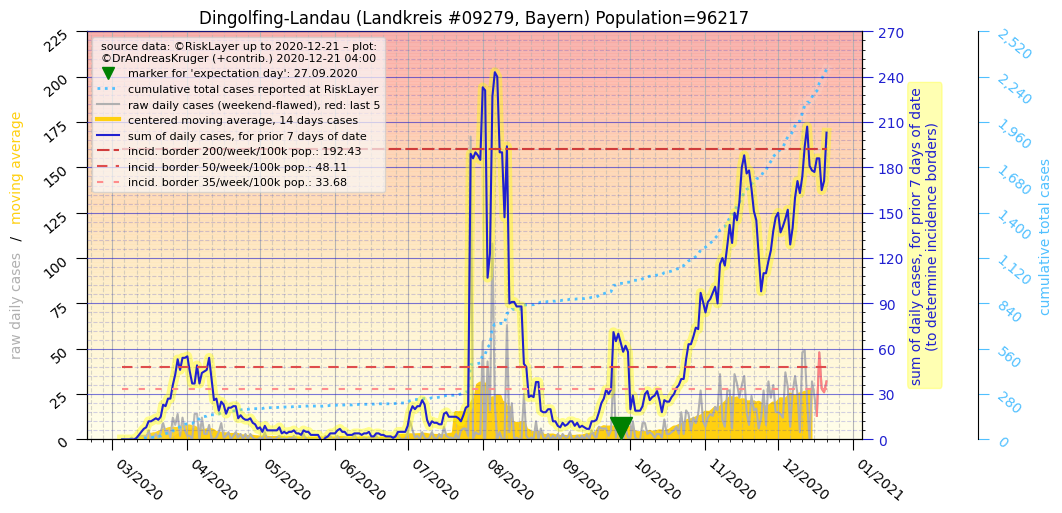 Dingolfing-Landau (Landkreis #09279, Bayern) Population=96217
source data: ©RiskLayer up to 2020-12-21 – plot:
©DrAndreasKruger (+contrib.) 2020-12-21 04:00
marker for 'expectation day': 27.09.2020
cumulative total cases reported at RiskLayer
raw daily cases (weekend-flawed), red: last 5
centered moving average, 14 days cases
sum of daily cases, for prior 7 days of date
incid. border 200/week/100k pop.: 192.43
incid. border 50/week/100k pop.: 48.11
incid. border 35/week/100k pop.: 33.68
raw daily cases / moving average
225
200
175
150
125
100
75
50
25
0
03/2020
04/2020
05/2020
06/2020
07/2020
08/2020
09/2020
10/2020
11/2020
12/2020
01/2021
270
240
210
180
150
120
90
60
30
0
sum of daily cases, for prior 7 days of date
(to determine incidence borders)
2,520
2,240
1,960
1,680
1,400
1,120
840
560
280
0
cumulative total cases